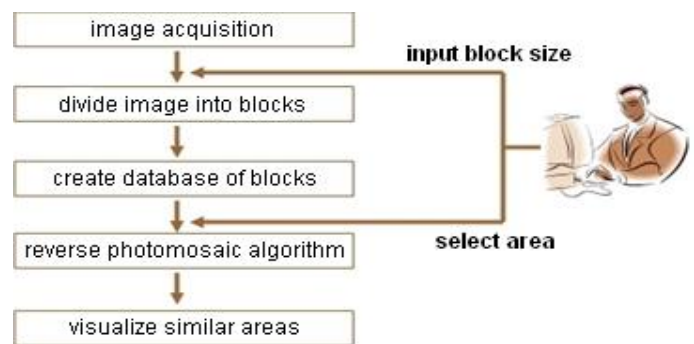 image acquisition
input block size
divide image into blocks
create database of blocks
select area
reverse photomosaic algorithm
visualize similar areas